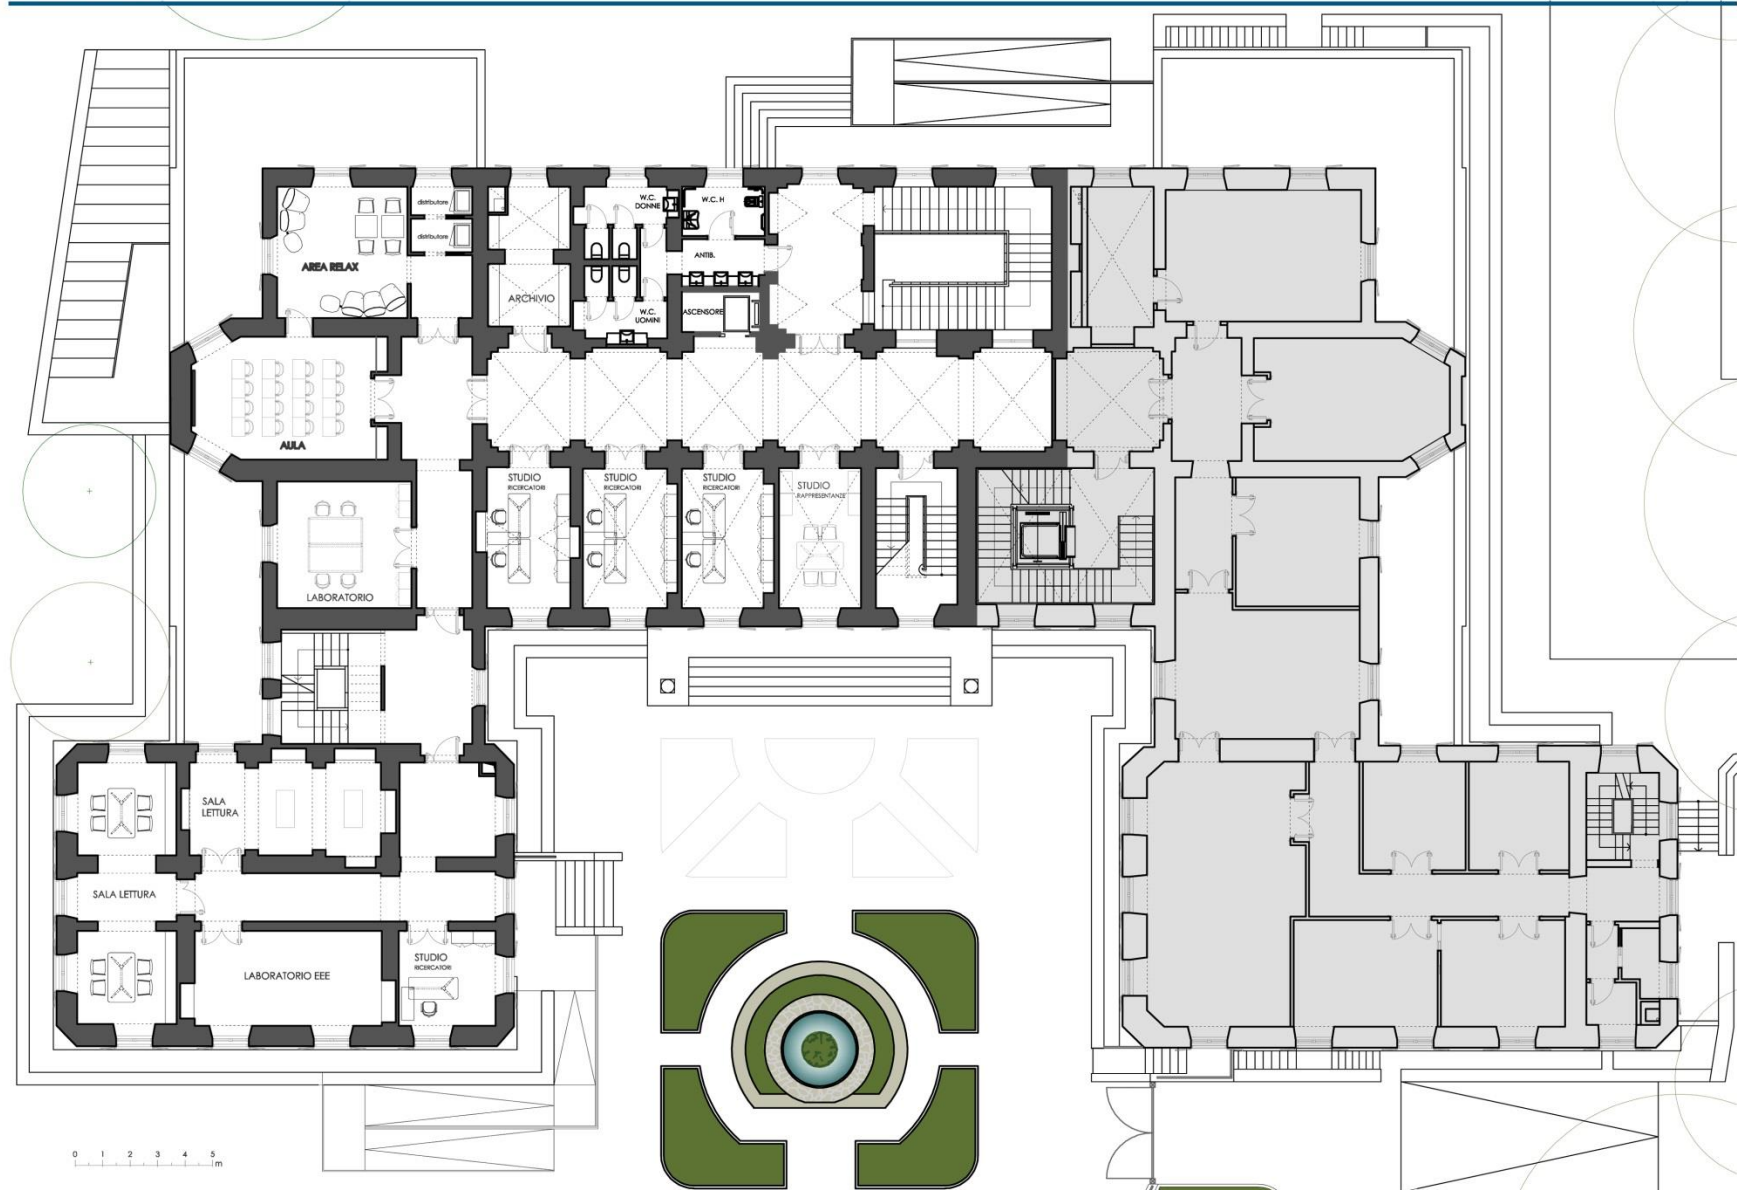 W.C.
DONNE
W.C. H
distributore
distributore
AREA RELAX
ANTIB.
ARCHIVIO
W.C.
UOMINI
ASCENSORE
AULA
STUDIO
RICERCATORI
STUDIO
RICERCATORI
STUDIO
RICERCATORI
STUDIO
RAPPRESENTANZE
LABORATORIO
SALA
LETTURA
SALA LETTURA
LABORATORIO EEE
STUDIO
RICERCATORI
0 1 2 3 4 5
m